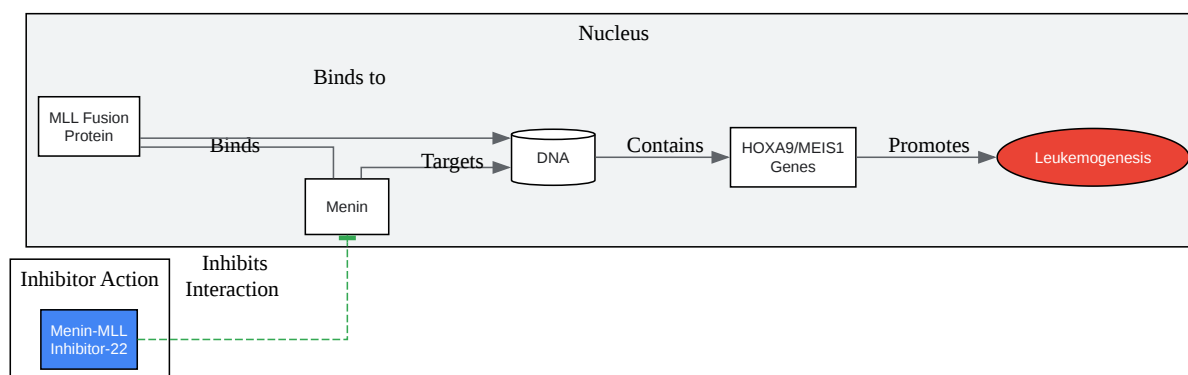 Nucleus
Binds to
MLL Fusion
Protein
Binds
Targets
DNA
Contains
HOXA9/MEIS1
Genes
Promotes
Leukemogenesis
Menin
Inhibits
Interaction
Inhibitor Action
Menin-MLL
Inhibitor-22